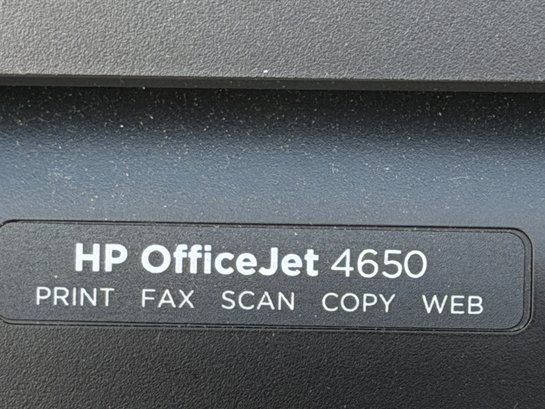 HP OfficeJet 4650
PRINT FAX SCAN COPY WEB